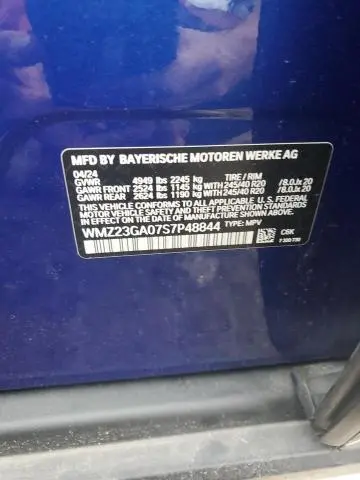 MFD BY BAYERISCHE MOTOREN WERKE AG
04/24
GVWR 4949 lbs 2245 kg TIRE / RIM
GAWR FRONT 2524 lbs 1145 kg WITH 245/40 R20 /8.0Jx20
GAWR REAR 2624 lbs 1190 kg WITH 245/40 R20 /8.0Jx 20
THIS VEHICLE CONFORMS TO ALL APPLICABLE U. S. FEDERAL
MOTOR VEHICLE SAFETY, BUMPER AND THEFT PREVENTION
STANDARDS IN EFFECT ON THE DATE OF MANUFACTURE SHOWN ABOVE.
WMZ23GA07S7P48844 TYPE: MPV C6K